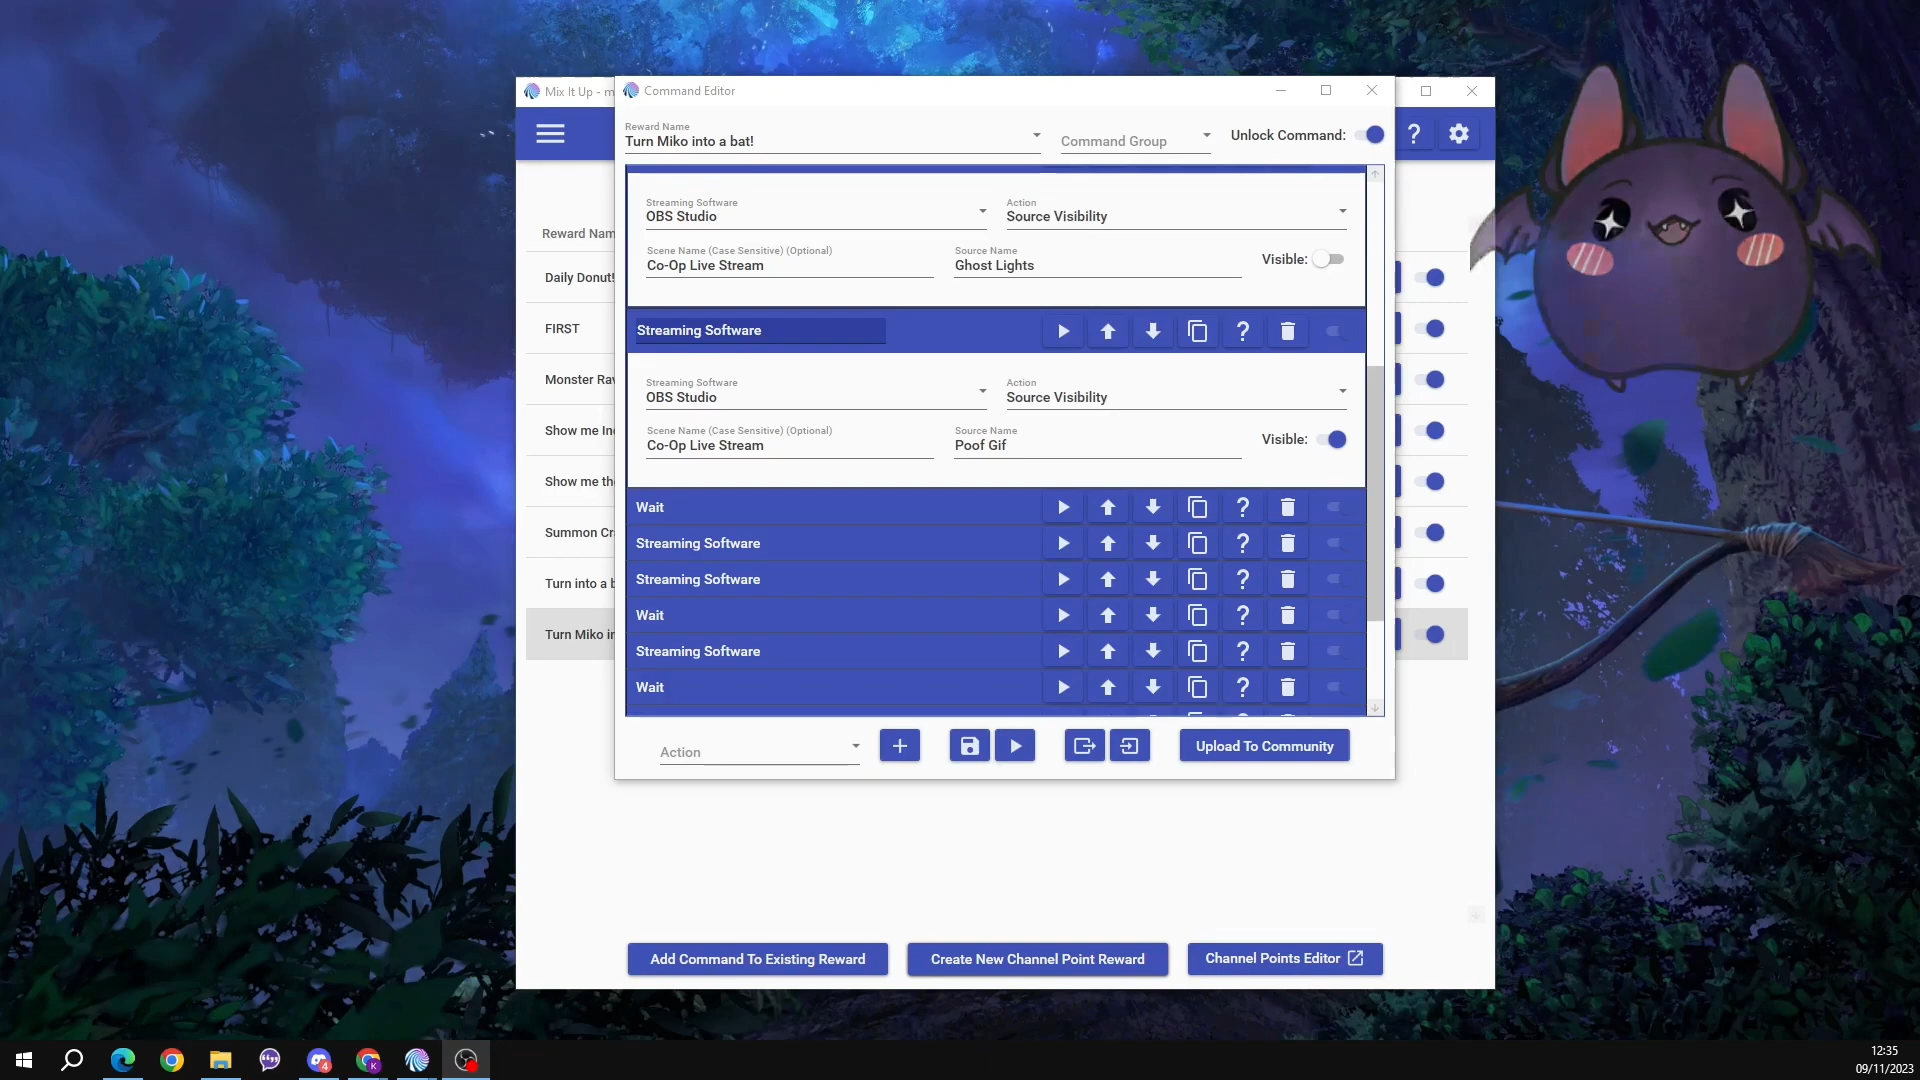 Mix It Up - m
Command Editor
Reward Name
Turn Miko into a bat!
Command Group
Unlock Command:
Streaming Software
OBS Studio
Action
Source Visibility
Scene Name (Case Sensitive) (Optional)
Co-Op Live Stream
Source Name
Ghost Lights
Visible:
Streaming Software
Streaming Software
OBS Studio
Action
Source Visibility
Scene Name (Case Sensitive) (Optional)
Co-Op Live Stream
Source Name
Poof Gif
Visible:
Wait
Streaming Software
Streaming Software
Wait
Streaming Software
Wait
Action
Upload To Community
Reward Nam
Daily Donut!
FIRST
Monster Rav
Show me In
Show me th
Summon Cr
Turn into a b
Turn Miko in
Add Command To Existing Reward
Create New Channel Point Reward
Channel Points Editor
4
K
12:35
09/11/2023